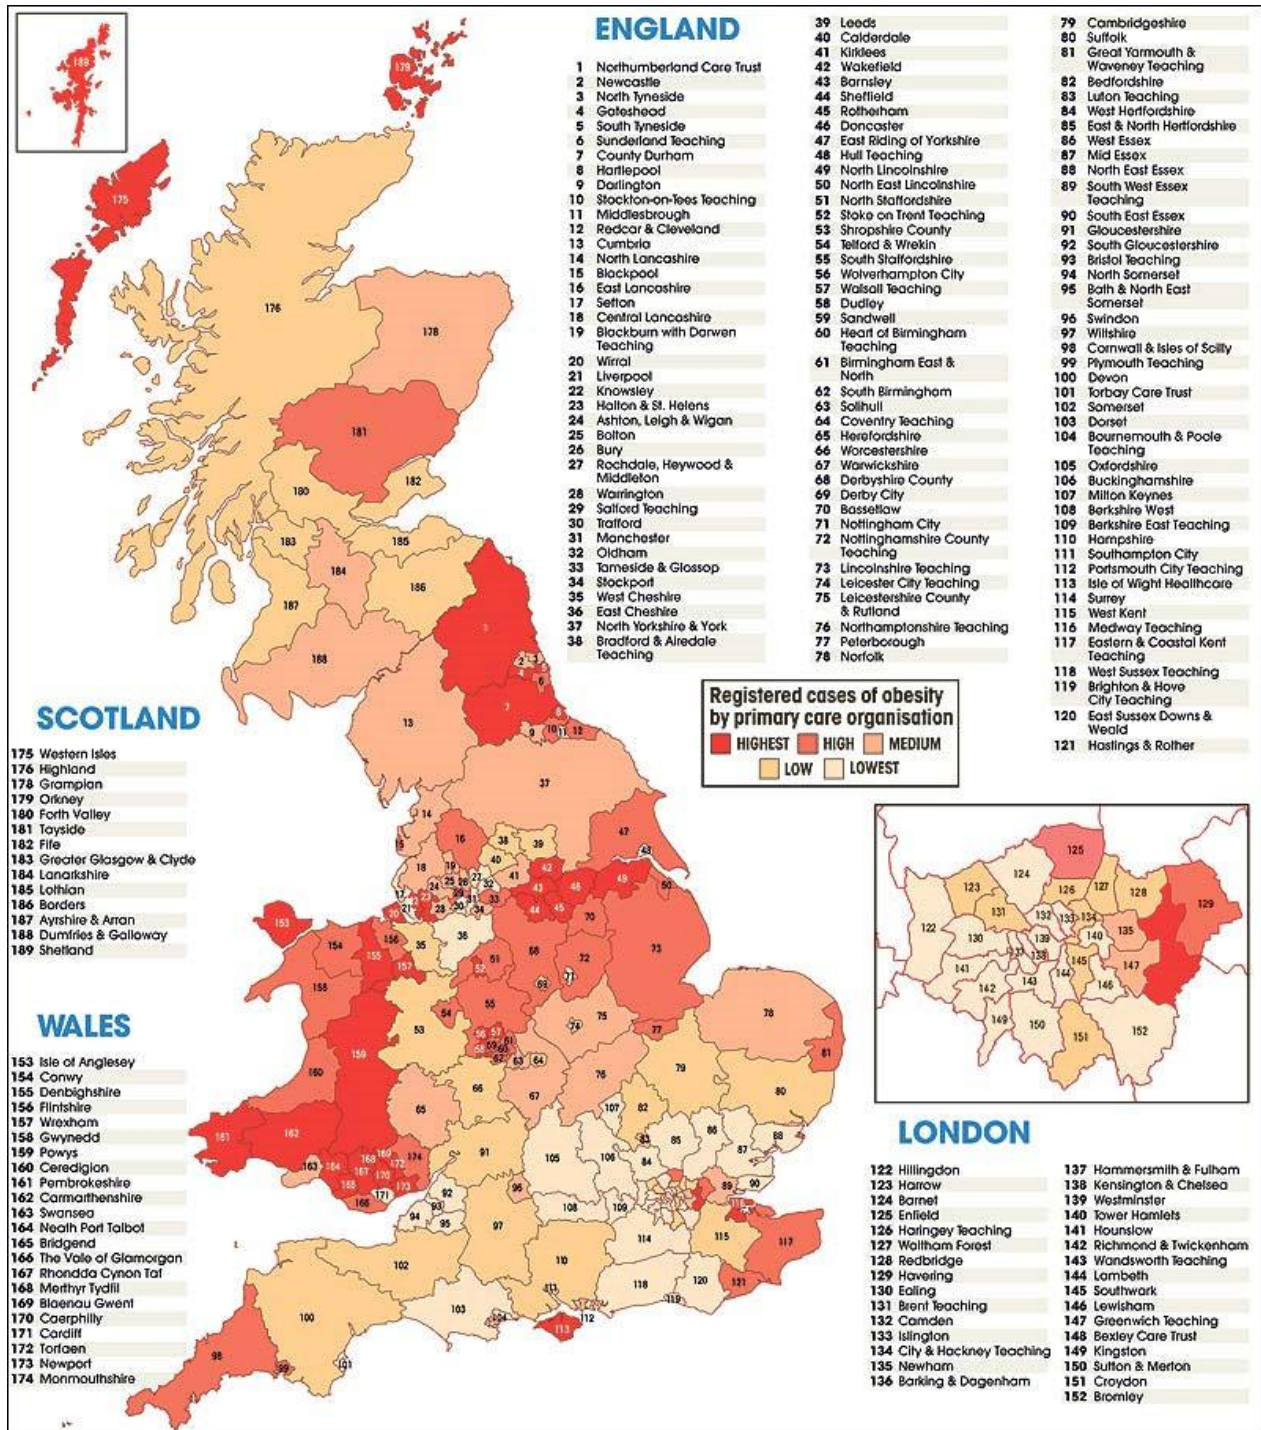 ENGLAND
1 Northumberland Care Trust
2 Newcastle
3 North Tyneside
4 Gateshead
5 South Tyneside
6 Sunderland Teaching
7 County Durham
8 Hartlepool
9 Darlington
10 Stockton-on-Tees Teaching
11 Middlesbrough
12 Redcar & Cleveland
13 Cumbria
14 North Lancashire
15 Blackpool
16 East Lancashire
17 Sefton
18 Central Lancashire
19 Blackburn with Darwen
Teaching
20 Wirral
21 Liverpool
22 Knowsley
23 Halton & St. Helens
24 Ashton, Leigh & Wigan
25 Bolton
26 Bury
27 Rochdale, Heywood &
Middleton
28 Warrington
29 Salford Teaching
30 Trafford
31 Manchester
32 Oldham
33 Tameside & Glossop
34 Stockport
35 West Cheshire
36 East Cheshire
37 North Yorkshire & York
38 Bradford & Airedale
Teaching
39 Leeds
40 Calderdale
41 Kirklees
42 Wakefield
43 Barnsley
44 Sheffield
45 Rotherham
46 Doncaster
47 East Riding of Yorkshire
48 Hull Teaching
49 North Lincolnshire
50 North East Lincolnshire
51 North Staffordshire
52 Stoke on Trent Teaching
53 Shropshire County
54 Telford & Wrekin
55 South Staffordshire
56 Wolverhampton City
57 Walsall Teaching
58 Dudley
59 Sandwell
60 Heart of Birmingham
Teaching
61 Birmingham East &
North
62 South Birmingham
63 Solihull
64 Coventry Teaching
65 Herefordshire
66 Worcestershire
67 Warwickshire
68 Derbyshire County
69 Derby City
70 Bassetlaw
71 Nottingham City
72 Nottinghamshire County
Teaching
73 Lincolnshire Teaching
74 Leicester City Teaching
75 Leicestershire County
& Rutland
76 Northamptonshire Teaching
77 Peterborough
78 Norfolk
79 Cambridgeshire
80 Suffolk
81 Great Yarmouth &
Waveney Teaching
82 Bedfordshire
83 Luton Teaching
84 West Hertfordshire
85 East & North Hertfordshire
86 West Essex
87 Mid Essex
88 North East Essex
89 South West Essex
Teaching
90 South East Essex
91 Gloucestershire
92 South Gloucestershire
93 Bristol Teaching
94 North Somerset
95 Bath & North East
Somerset
96 Swindon
97 Wiltshire
98 Cornwall & Isles of Scilly
99 Plymouth Teaching
100 Devon
101 Torbay Care Trust
102 Somerset
103 Dorset
104 Bournemouth & Poole
Teaching
105 Oxfordshire
106 Buckinghamshire
107 Milton Keynes
108 Berkshire West
109 Berkshire East Teaching
110 Hampshire
111 Southampton City
112 Portsmouth City Teaching
113 Isle of Wight Healthcare
114 Surrey
115 West Kent
116 Medway Teaching
117 Eastern & Coastal Kent
Teaching
118 West Sussex Teaching
119 Brighton & Hove
City Teaching
120 East Sussex Downs &
Weald
121 Hastings & Rother
Registered cases of obesity
by primary care organisation
HIGHEST HIGH MEDIUM
LOW LOWEST
SCOTLAND
175 Western Isles
176 Highland
178 Grampian
179 Orkney
180 Forth Valley
181 Tayside
182 Fife
183 Greater Glasgow & Clyde
184 Lanarkshire
185 Lothian
186 Borders
187 Ayrshire & Arran
188 Dumfries & Galloway
189 Shetland
WALES
153 Isle of Anglesey
154 Conwy
155 Denbighshire
156 Flintshire
157 Wrexham
158 Gwynedd
159 Powys
160 Ceredigion
161 Pembrokeshire
162 Carmarthenshire
163 Swansea
164 Neath Port Talbot
165 Bridgend
166 The Vale of Glamorgan
167 Rhondda Cynon Taf
168 Merthyr Tydfil
169 Blaenau Gwent
170 Caerphilly
171 Cardiff
172 Torfaen
173 Newport
174 Monmouthshire
LONDON
122 Hillingdon
123 Harrow
124 Barnet
125 Enfield
126 Haringey Teaching
127 Waltham Forest
128 Redbridge
129 Havering
130 Ealing
131 Brent Teaching
132 Camden
133 Islington
134 City & Hackney Teaching
135 Newham
136 Barking & Dagenham
137 Hammersmith & Fulham
138 Kensington & Chelsea
139 Westminster
140 Tower Hamlets
141 Hounslow
142 Richmond & Twickenham
143 Wandsworth Teaching
144 Lambeth
145 Southwark
146 Lewisham
147 Greenwich Teaching
148 Bexley Care Trust
149 Kingston
150 Sutton & Merton
151 Croydon
152 Bromley